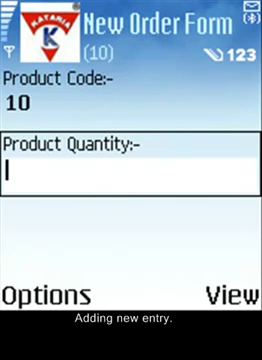 KATARIA
K
New Order Form
(10)
123
Product Code:-
10
Product Quantity:-
Options
View
Adding new entry.